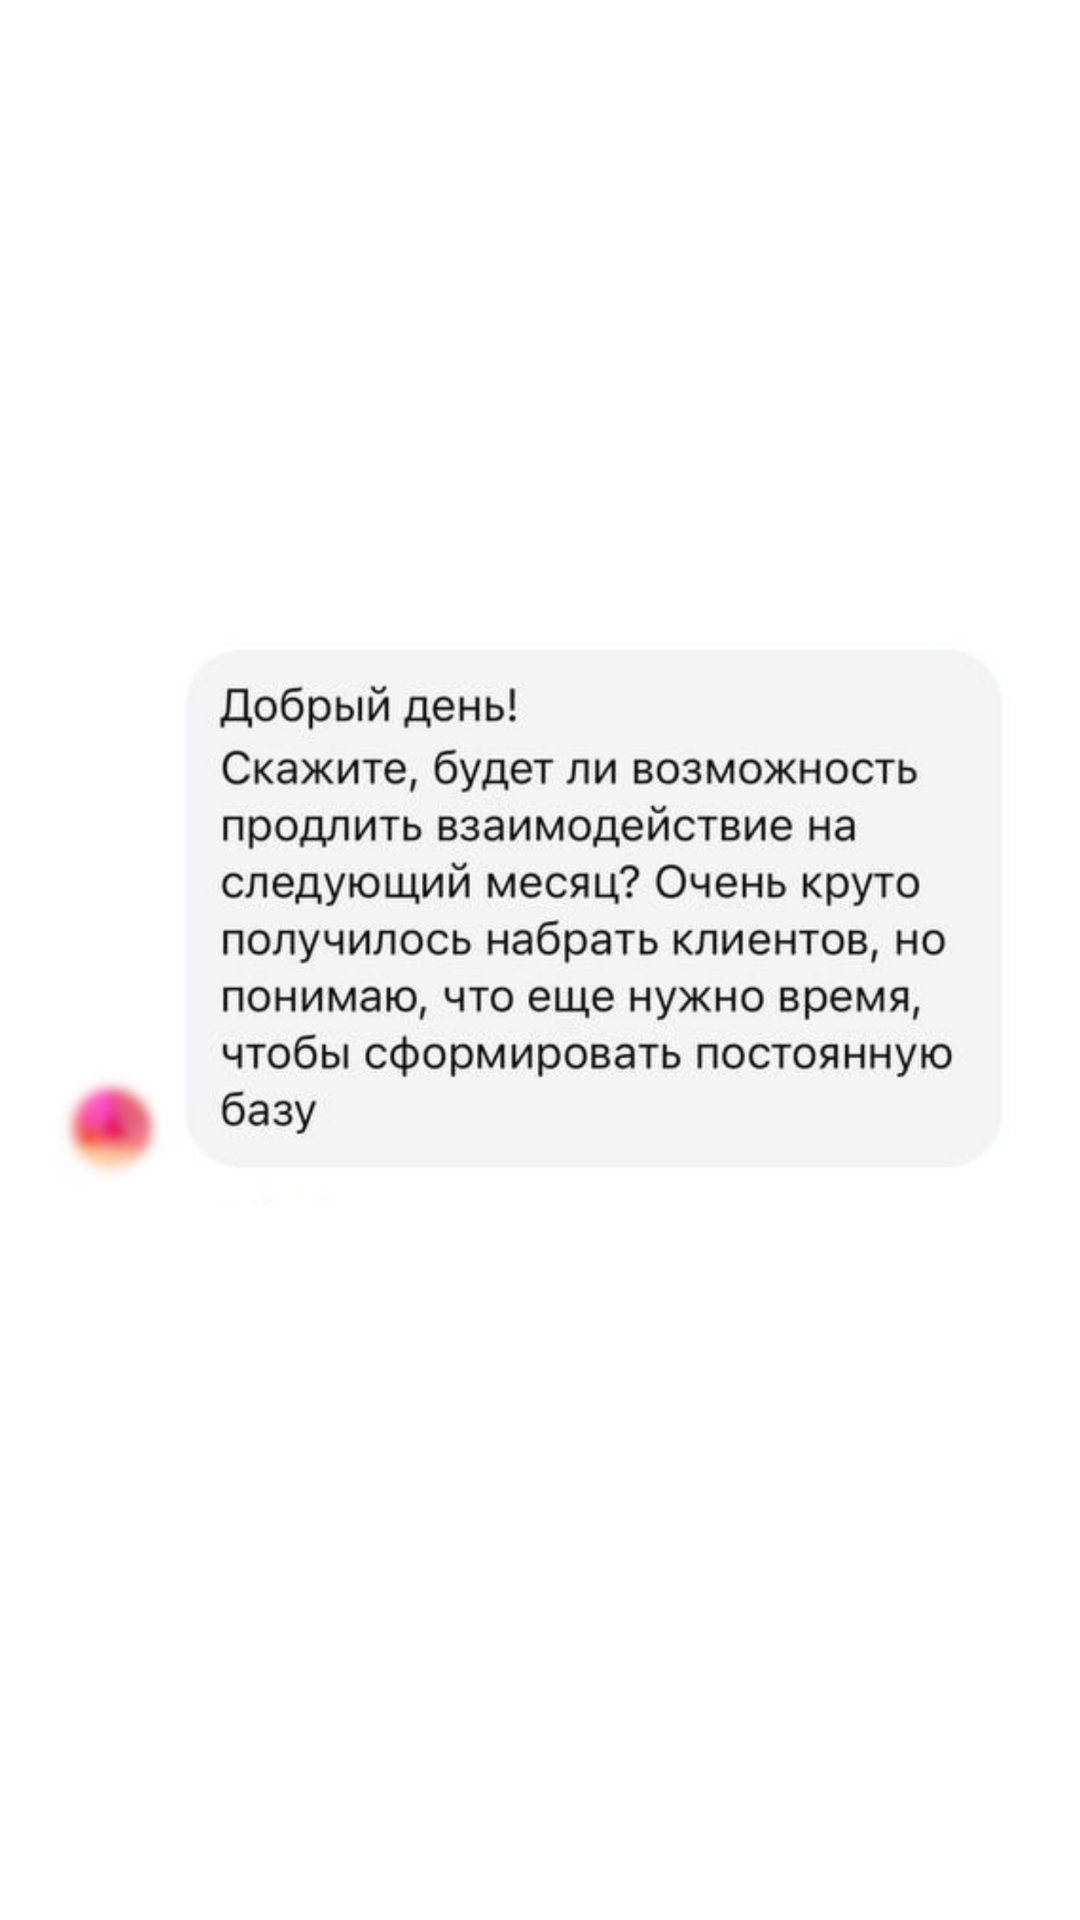 Добрый день!
Скажите, будет ли возможность
продлить взаимодействие на
следующий месяц? Очень круто
получилось набрать клиентов, но
понимаю, что еще нужно время,
чтобы сформировать постоянную
базу